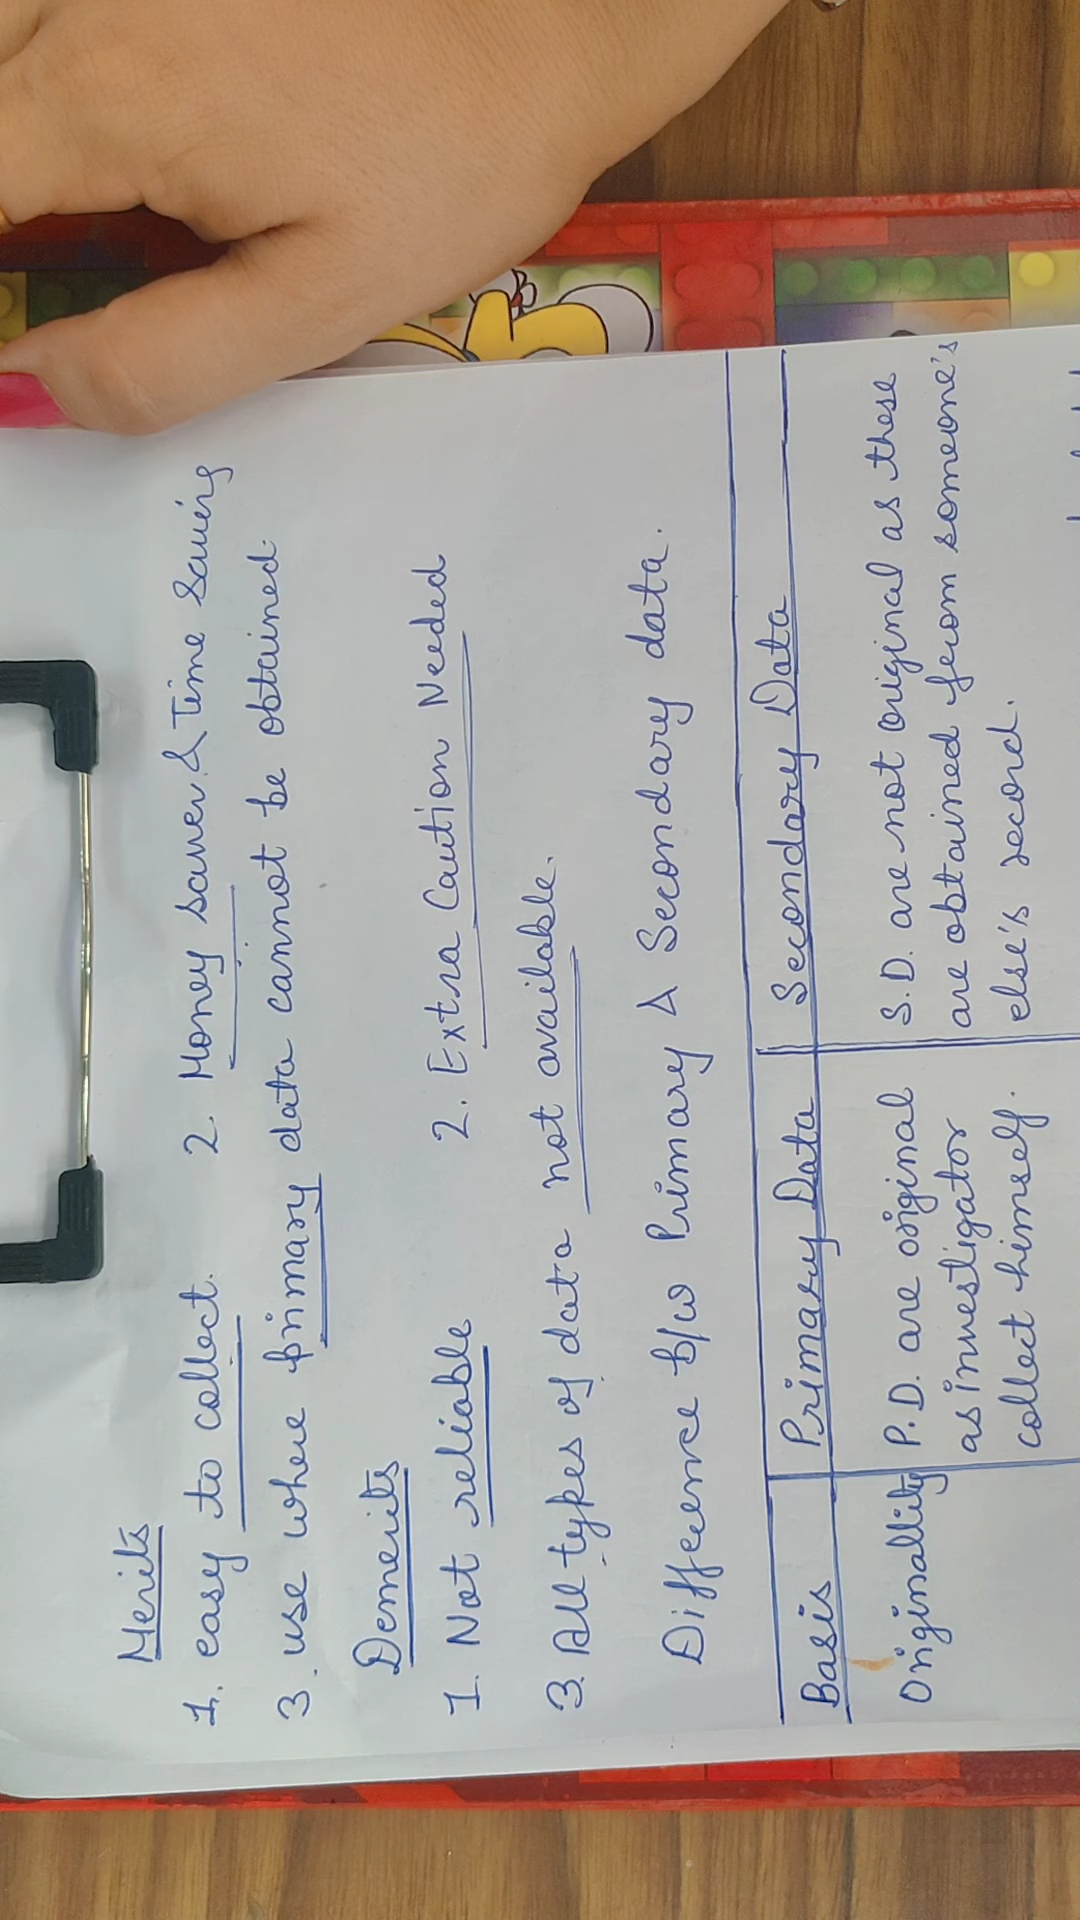 Merits
1. easy to collect. 2. Money saver & Time Saving
3. use where primary data cannot be obtained.
Demerits
1. Not reliable 2. Extra Caution Needed
3. All types of data not available.
Difference b/w Primary & Secondary data.
Basis Primary Data Secondary Data
Originallity P.D. are original S.D. are not original as these
as investigator are obtained from someone's
collect himself. else's record.